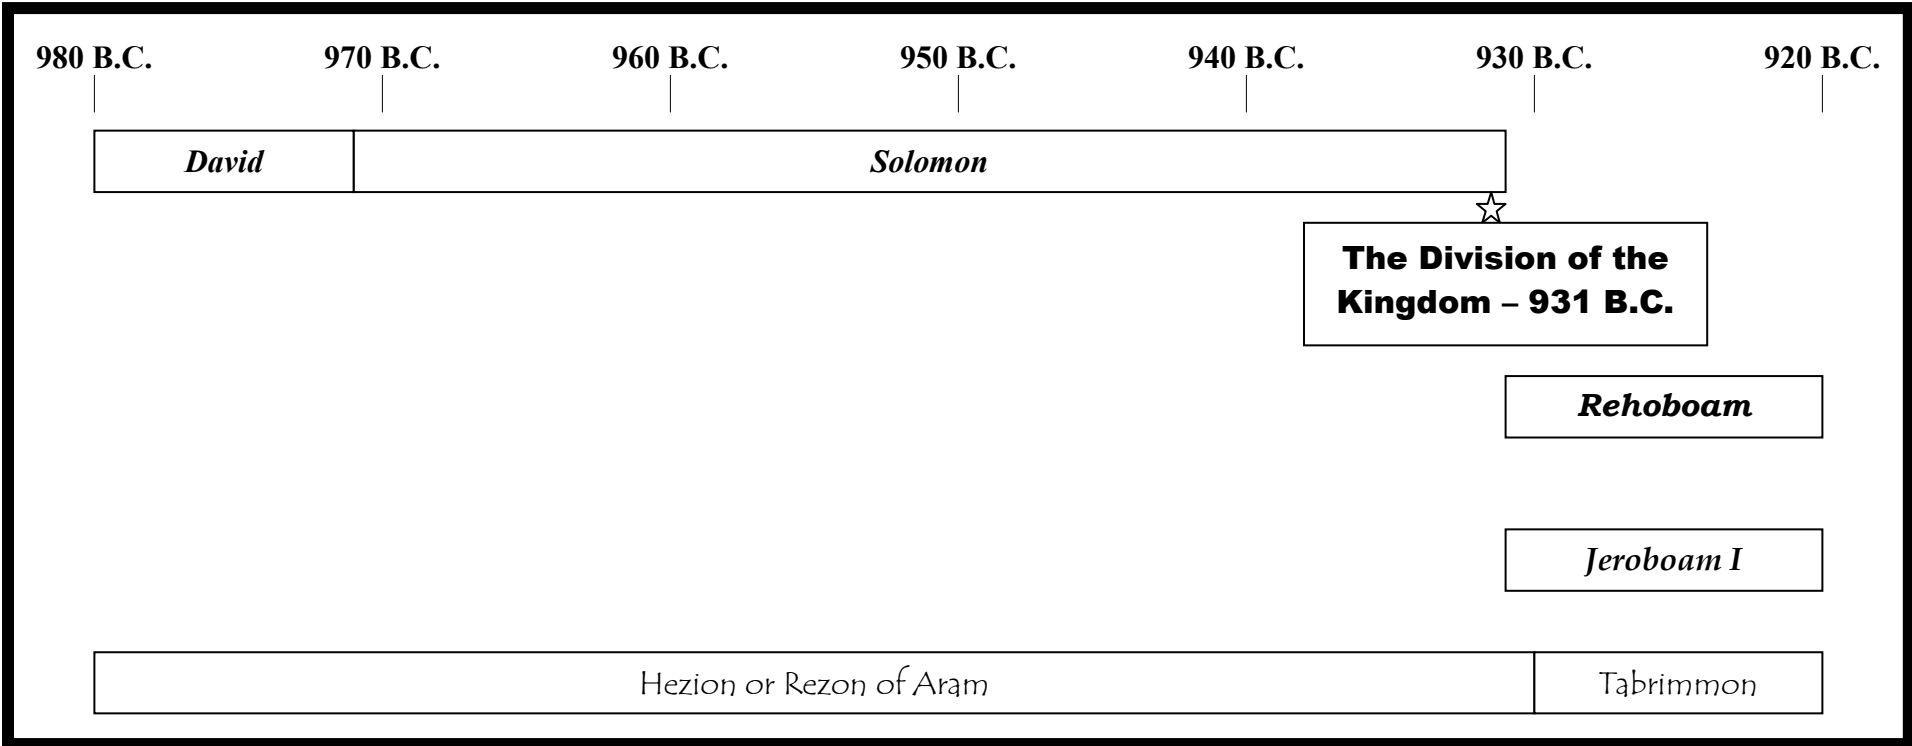 980 B.C. 970 B.C. 960 B.C. 950 B.C. 940 B.C. 930 B.C. 920 B.C.
David Solomon
The Division of the
Kingdom – 931 B.C.
Rehoboam
Jeroboam I
Hezion or Rezon of Aram Tabrimmon